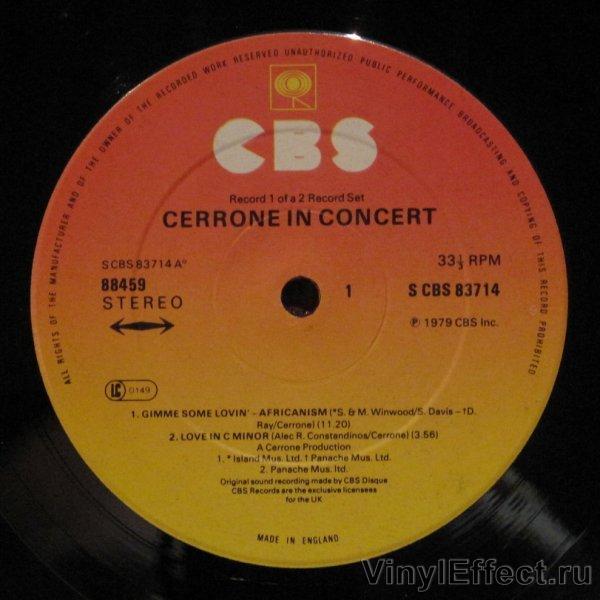 ALL RIGHTS OF THE MANUFACTURER AND OF THE OWNER OF THE RECORDED WORK RESERVED UNAUTHORIZED PUBLIC PERFORMANCE BROADCASTING AND COPYING OF THIS RECORD PROHIBITED
CBS
Record 1 of a 2 Record Set
CERRONE IN CONCERT
S CBS 83714 A°
33⅓ RPM
88459
1
S CBS 83714
STEREO
℗ 1979 CBS Inc.
LC 0149
1. GIMME SOME LOVIN' - AFRICANISM (*S. & M. Winwood/S. Davis – †D.
Ray/Cerrone) (11.20)
2. LOVE IN C MINOR (Alec R. Constandinos/Cerrone) (3.56)
A Cerrone Production
1. * Island Mus. Ltd. † Panache Mus. Ltd.
2. Panache Mus. ltd.
Original sound recording made by CBS Disque
CBS Records are the exclusive licensees
for the UK
MADE IN ENGLAND
VinylEffect.ru